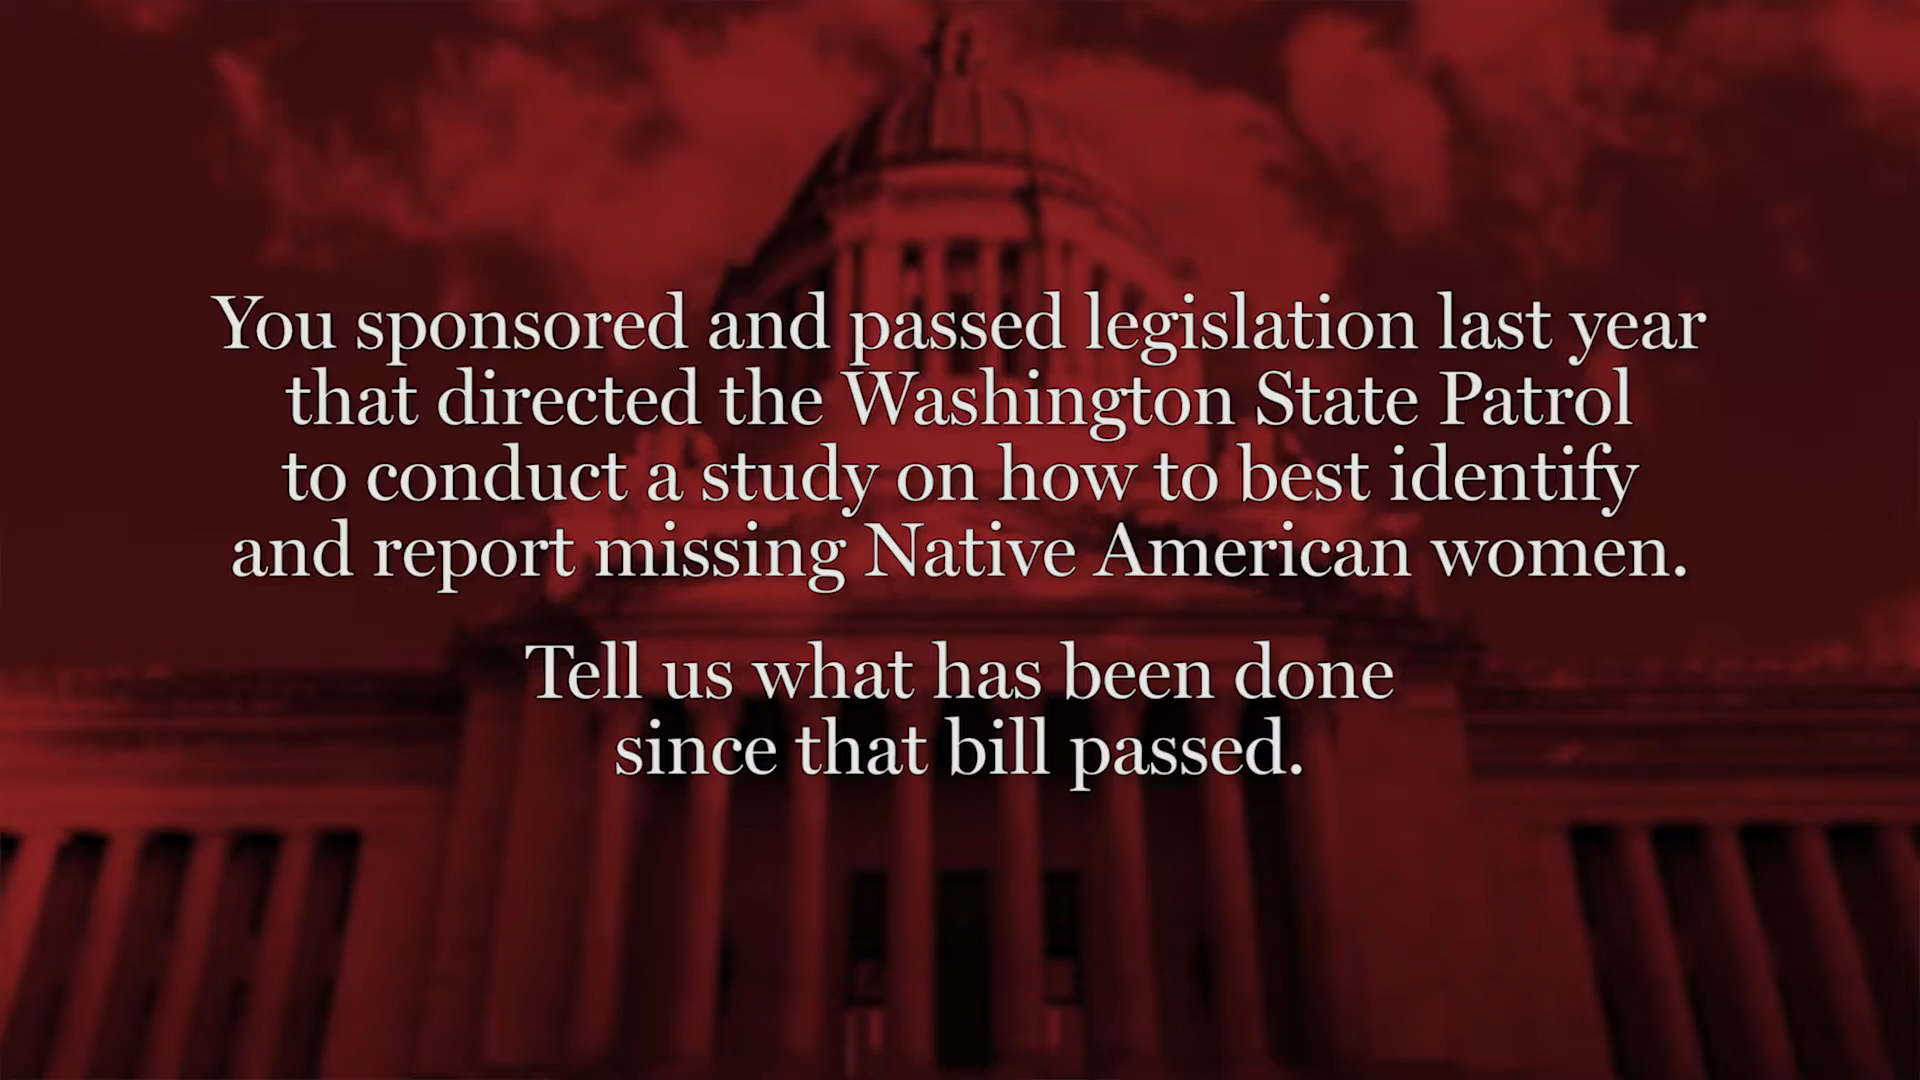 You sponsored and passed legislation last year
that directed the Washington State Patrol
to conduct a study on how to best identify
and report missing Native American women.
Tell us what has been done
since that bill passed.